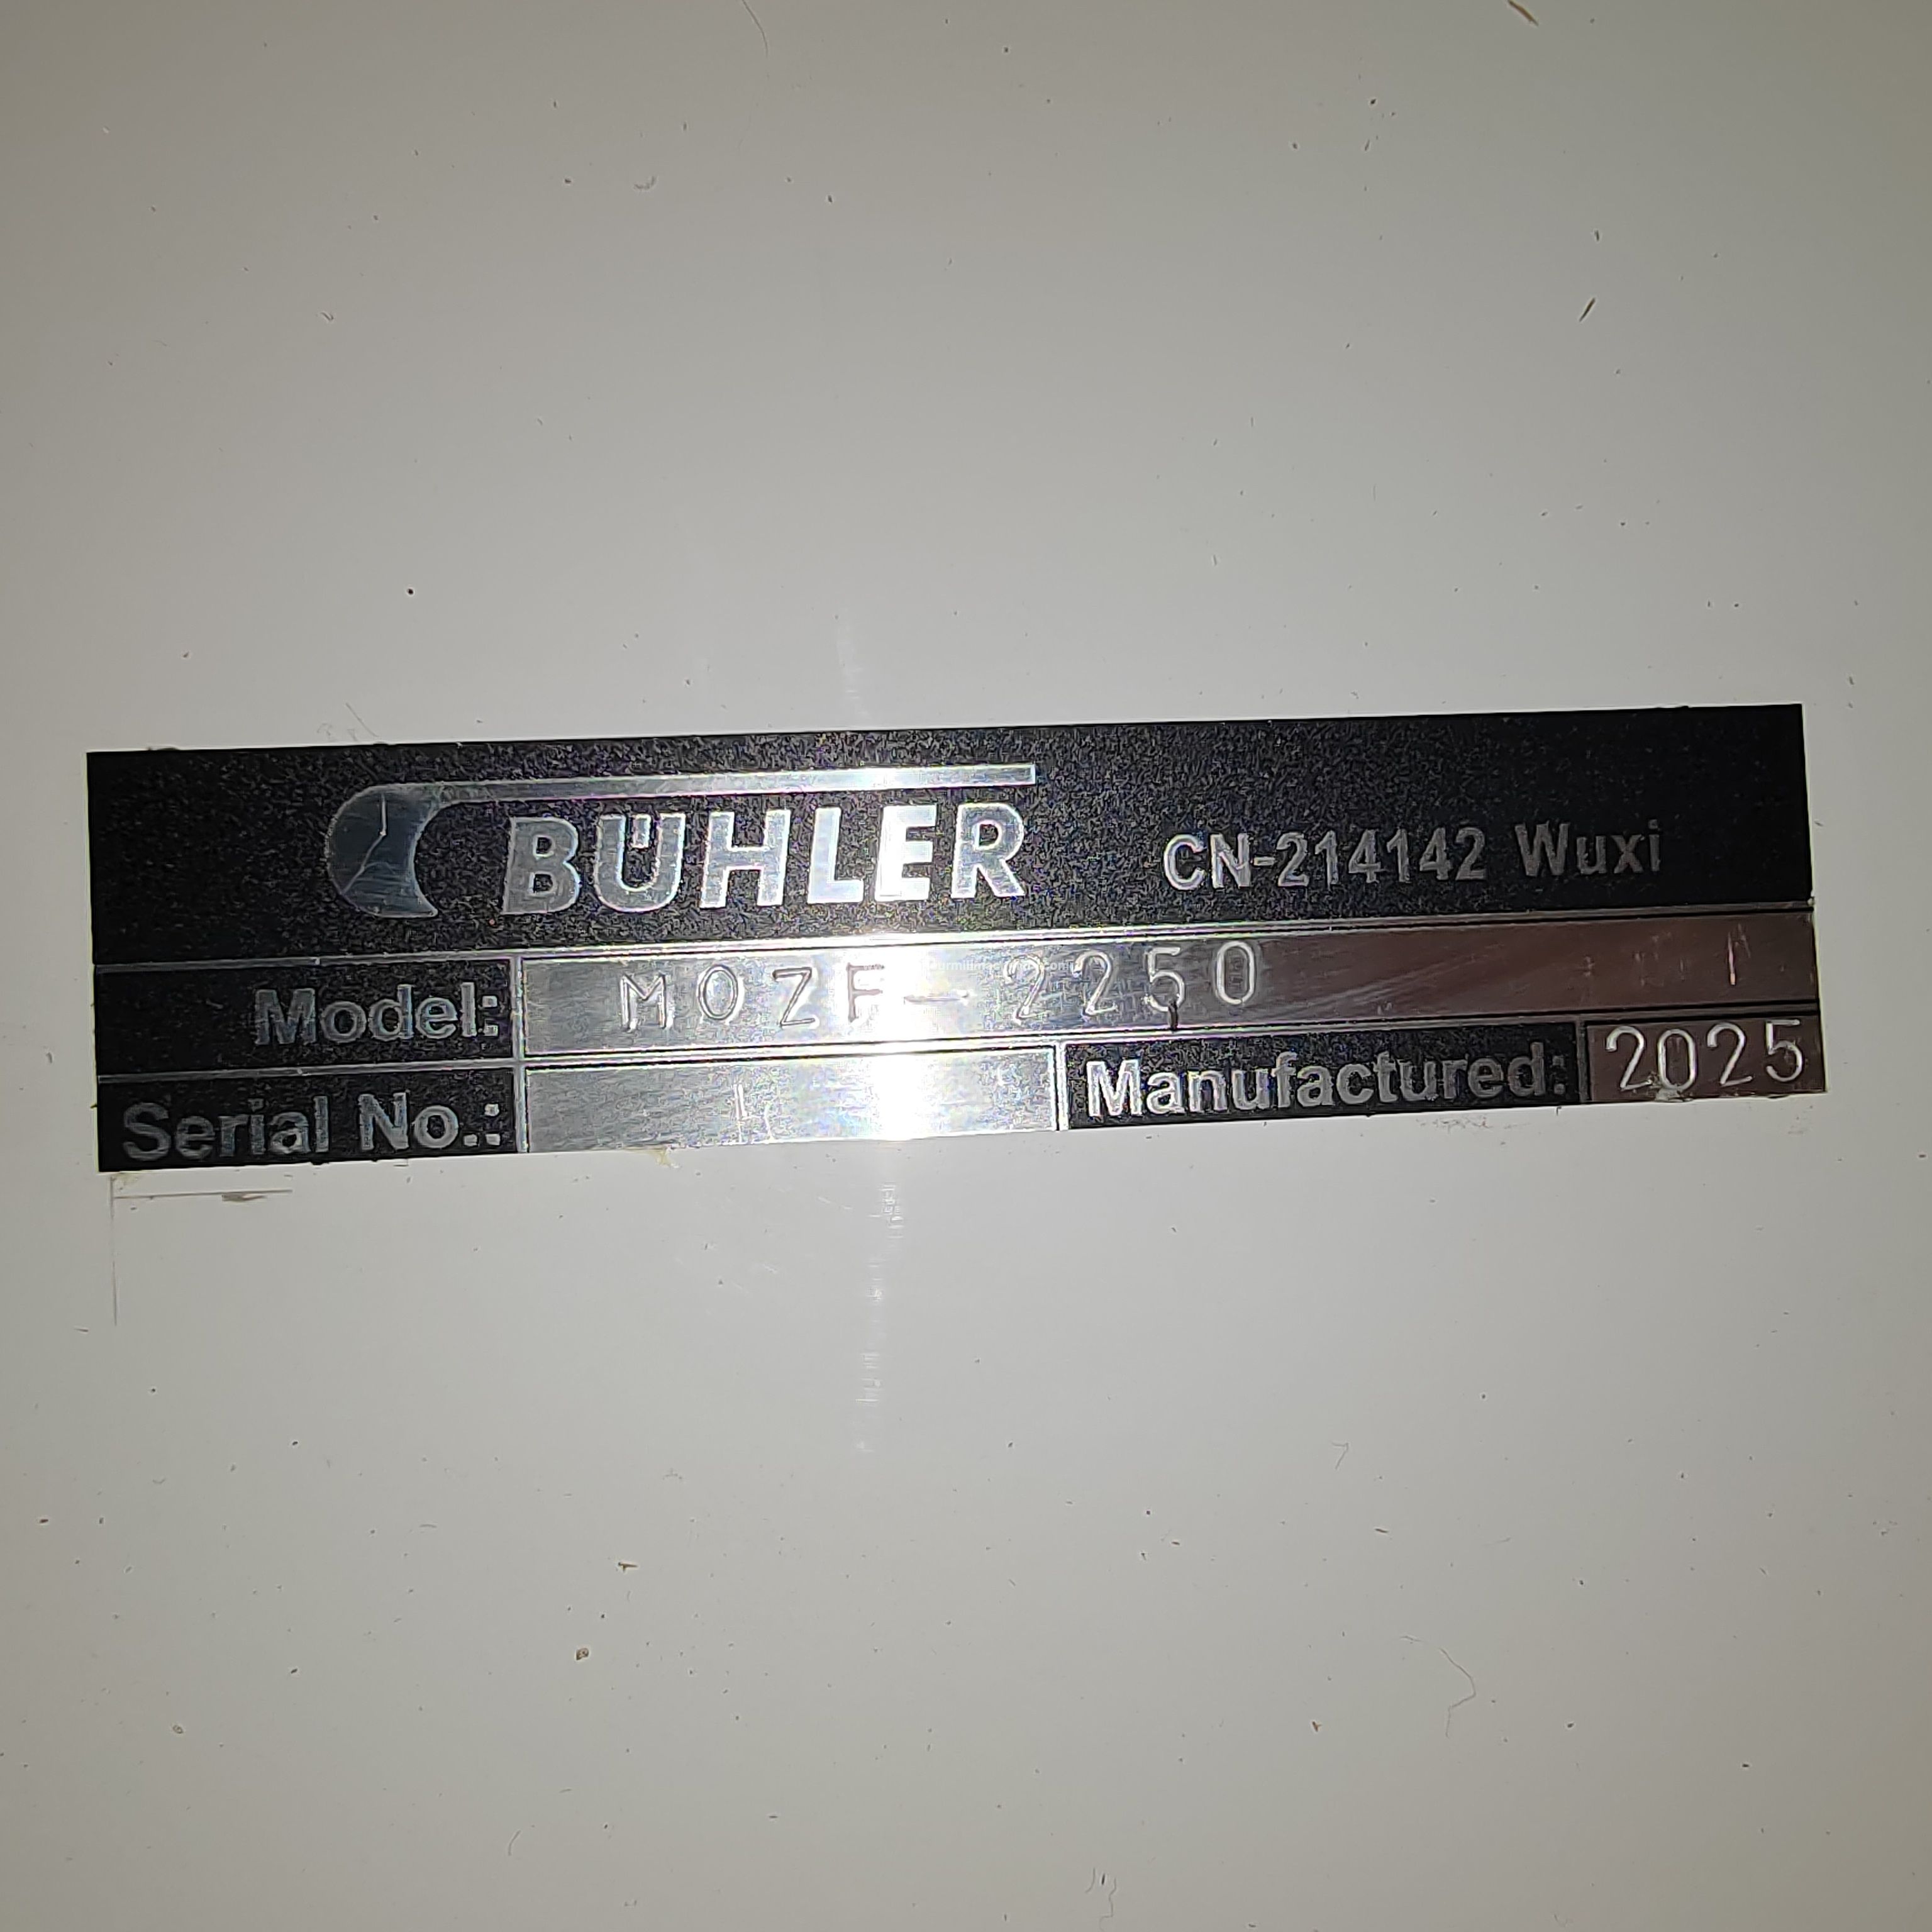 BÜHLER CN-214142 Wuxi
Model: MOZF-2250
Serial No.: Manufactured: 2025